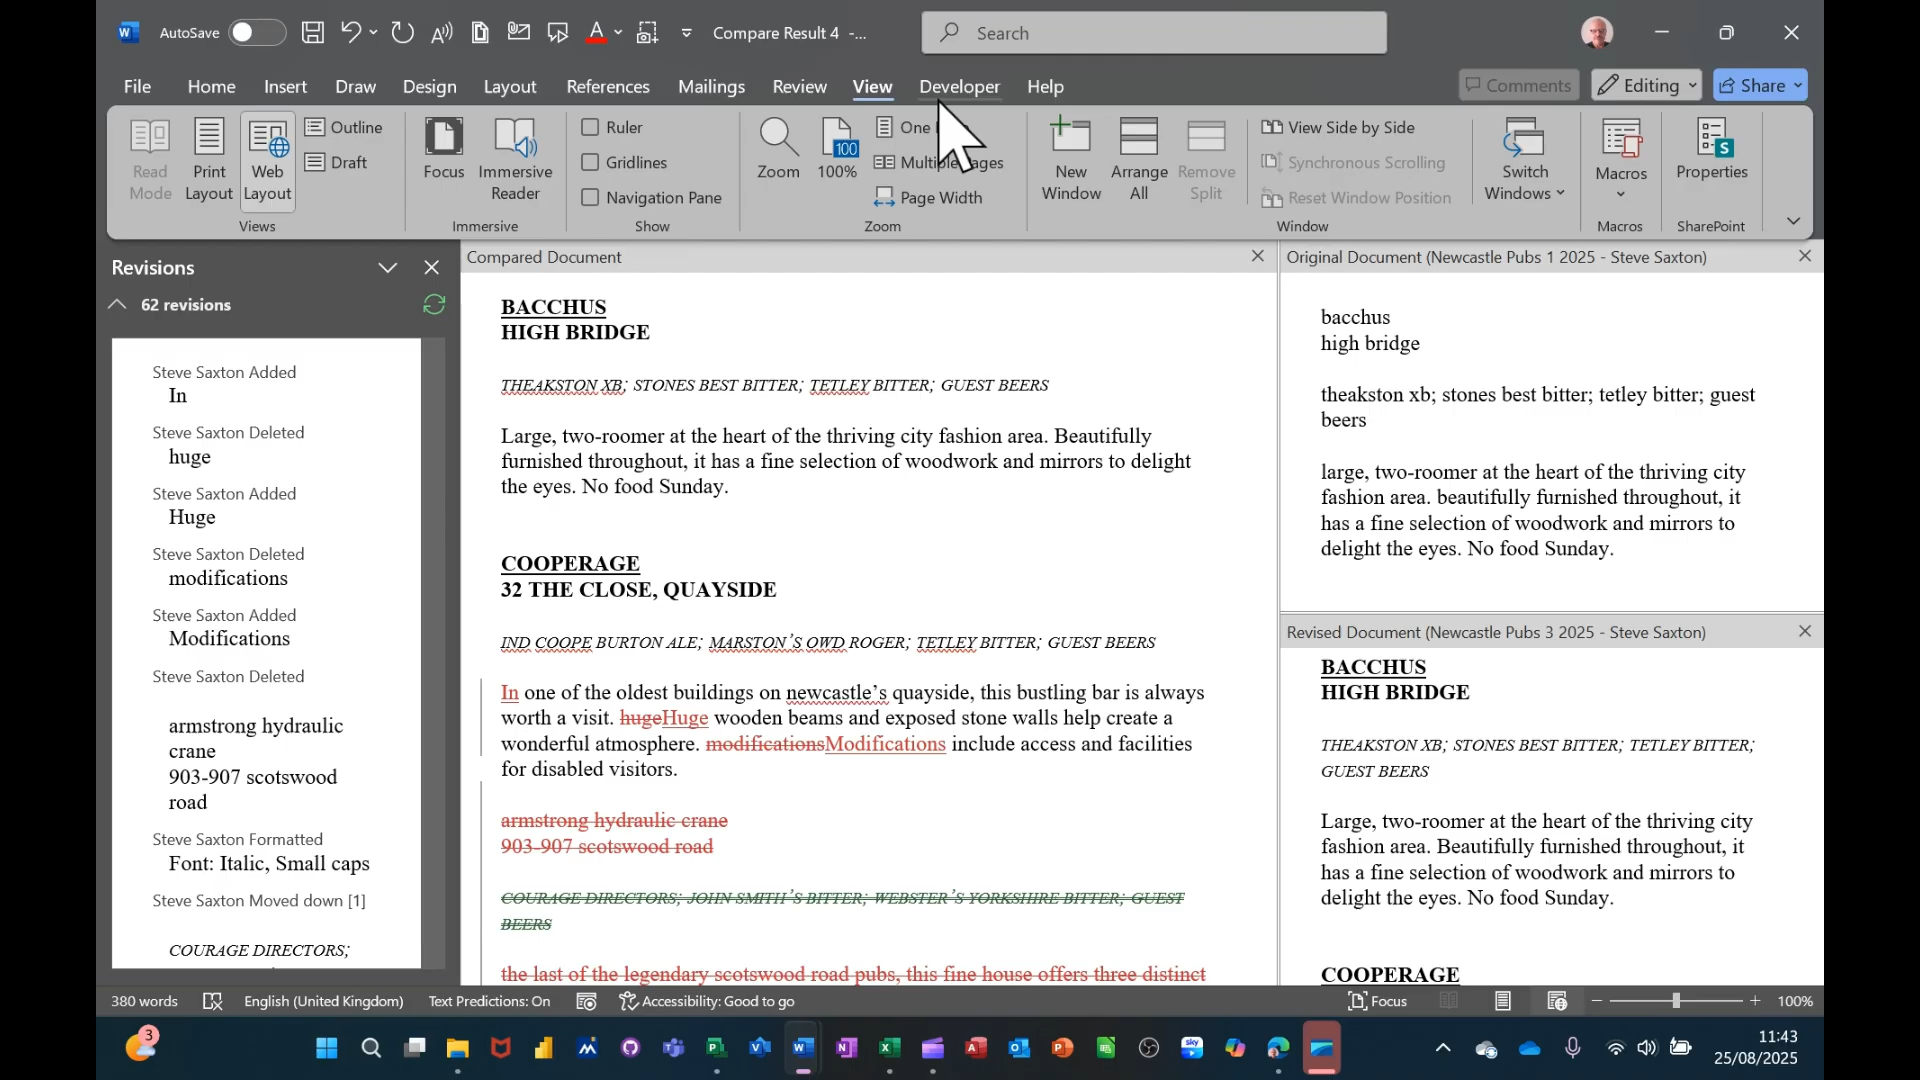 AutoSave
Compare Result 4 -...
Search
File Home Insert Draw Design Layout References Mailings Review View Developer Help
Comments Editing Share
Read Mode
Print Layout
Web Layout
Outline
Draft
Views
Focus
Immersive Reader
Immersive
Ruler
Gridlines
Navigation Pane
Show
Zoom
100
100%
One
Multiple Pages
Page Width
Zoom
New Window
Arrange All
Remove Split
View Side by Side
Synchronous Scrolling
Reset Window Position
Switch Windows
Window
Macros
Macros
Properties
SharePoint
Revisions
62 revisions
Steve Saxton Added
In
Steve Saxton Deleted
huge
Steve Saxton Added
Huge
Steve Saxton Deleted
modifications
Steve Saxton Added
Modifications
Steve Saxton Deleted
armstrong hydraulic
crane
903-907 scotswood
road
Steve Saxton Formatted
Font: Italic, Small caps
Steve Saxton Moved down [1]
COURAGE DIRECTORS;
Compared Document
BACCHUS
HIGH BRIDGE
THEAKSTON XB; STONES BEST BITTER; TETLEY BITTER; GUEST BEERS
Large, two-roomer at the heart of the thriving city fashion area. Beautifully
furnished throughout, it has a fine selection of woodwork and mirrors to delight
the eyes. No food Sunday.
COOPERAGE
32 THE CLOSE, QUAYSIDE
IND COOPE BURTON ALE; MARSTON'S OWD ROGER; TETLEY BITTER; GUEST BEERS
In one of the oldest buildings on newcastle's quayside, this bustling bar is always
worth a visit. hugeHuge wooden beams and exposed stone walls help create a
wonderful atmosphere. modificationsModifications include access and facilities
for disabled visitors.
armstrong hydraulic crane
903-907 scotswood road
COURAGE DIRECTORS; JOHN SMITH'S BITTER; WEBSTER'S YORKSHIRE BITTER; GUEST
BEERS
the last of the legendary scotswood road pubs, this fine house offers three distinct
Original Document (Newcastle Pubs 1 2025 - Steve Saxton)
bacchus
high bridge
theakston xb; stones best bitter; tetley bitter; guest
beers
large, two-roomer at the heart of the thriving city
fashion area. beautifully furnished throughout, it
has a fine selection of woodwork and mirrors to
delight the eyes. No food Sunday.
Revised Document (Newcastle Pubs 3 2025 - Steve Saxton)
BACCHUS
HIGH BRIDGE
THEAKSTON XB; STONES BEST BITTER; TETLEY BITTER;
GUEST BEERS
Large, two-roomer at the heart of the thriving city
fashion area. Beautifully furnished throughout, it
has a fine selection of woodwork and mirrors to
delight the eyes. No food Sunday.
COOPERAGE
380 words English (United Kingdom) Text Predictions: On Accessibility: Good to go Focus 100%
3
sky
11:43
25/08/2025